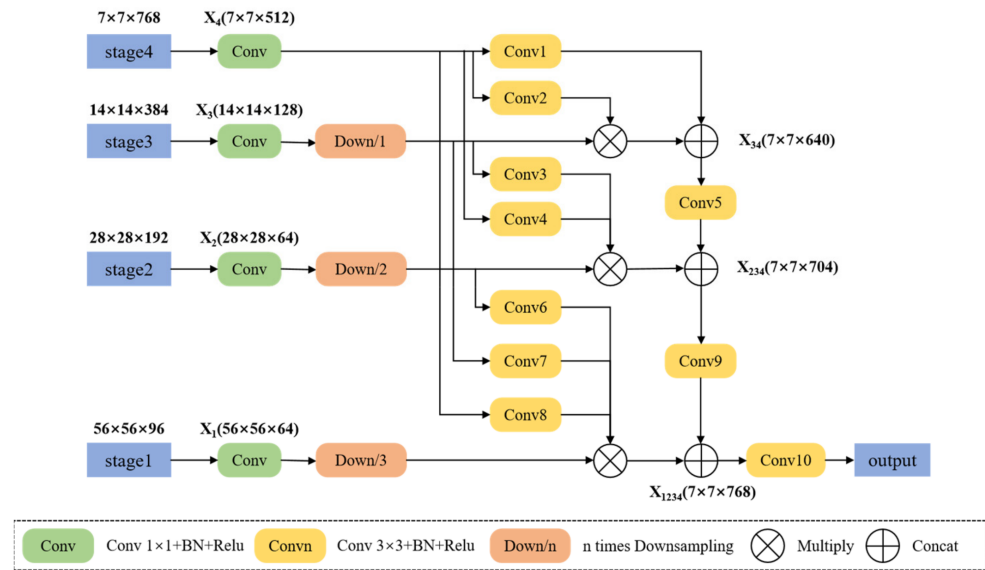 7×7×768 X4(7×7×512)
stage4 Conv Conv1
Conv2
14×14×384 X3(14×14×128)
stage3 Conv Down/1 X34(7×7×640)
Conv3
Conv5
Conv4
28×28×192 X2(28×28×64)
stage2 Conv Down/2 X234(7×7×704)
Conv6
Conv7 Conv9
Conv8
56×56×96 X1(56×56×64)
stage1 Conv Down/3 Conv10 output
X1234(7×7×768)
Conv Conv 1×1+BN+Relu Convn Conv 3×3+BN+Relu Down/n n times Downsampling Multiply Concat